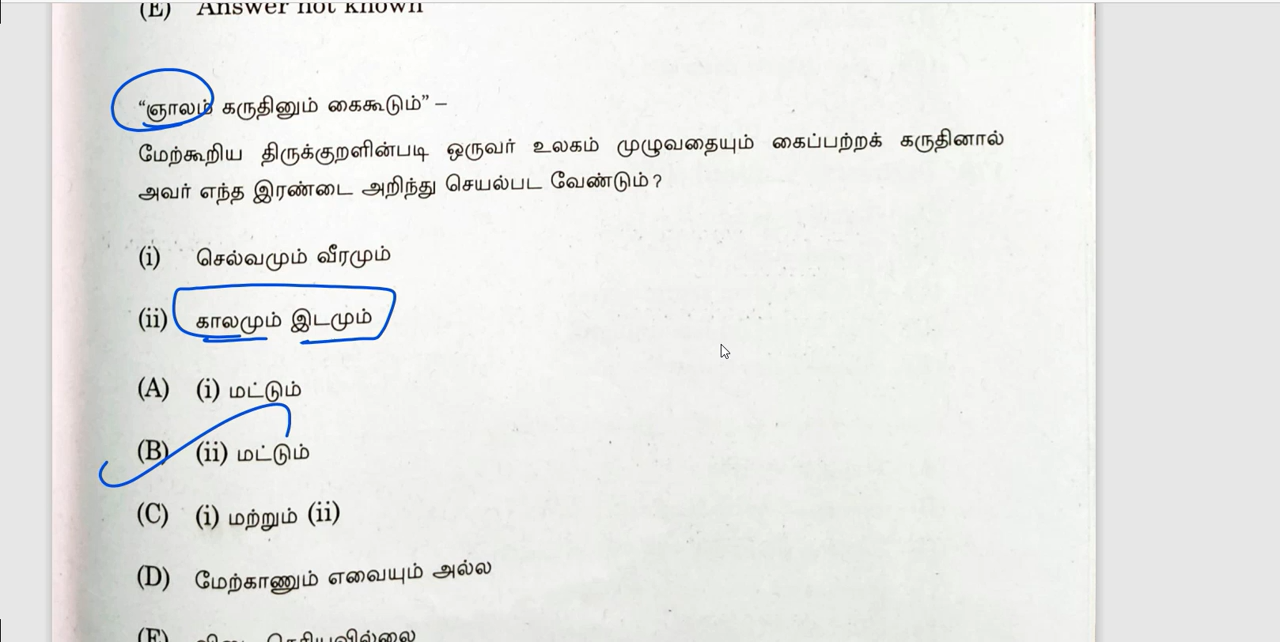 (E) Answer not known
“ஞாலம் கருதினும் கைகூடும்” –
மேற்கூறிய திருக்குறளின்படி ஒருவர் உலகம் முழுவதையும் கைப்பற்றக் கருதினால்
அவர் எந்த இரண்டை அறிந்து செயல்பட வேண்டும்?
(i) செல்வமும் வீரமும்
(ii) காலமும் இடமும்
(A) (i) மட்டும்
(B) (ii) மட்டும்
(C) (i) மற்றும் (ii)
(D) மேற்காணும் எவையும் அல்ல
(E) விடை தெரியவில்லை